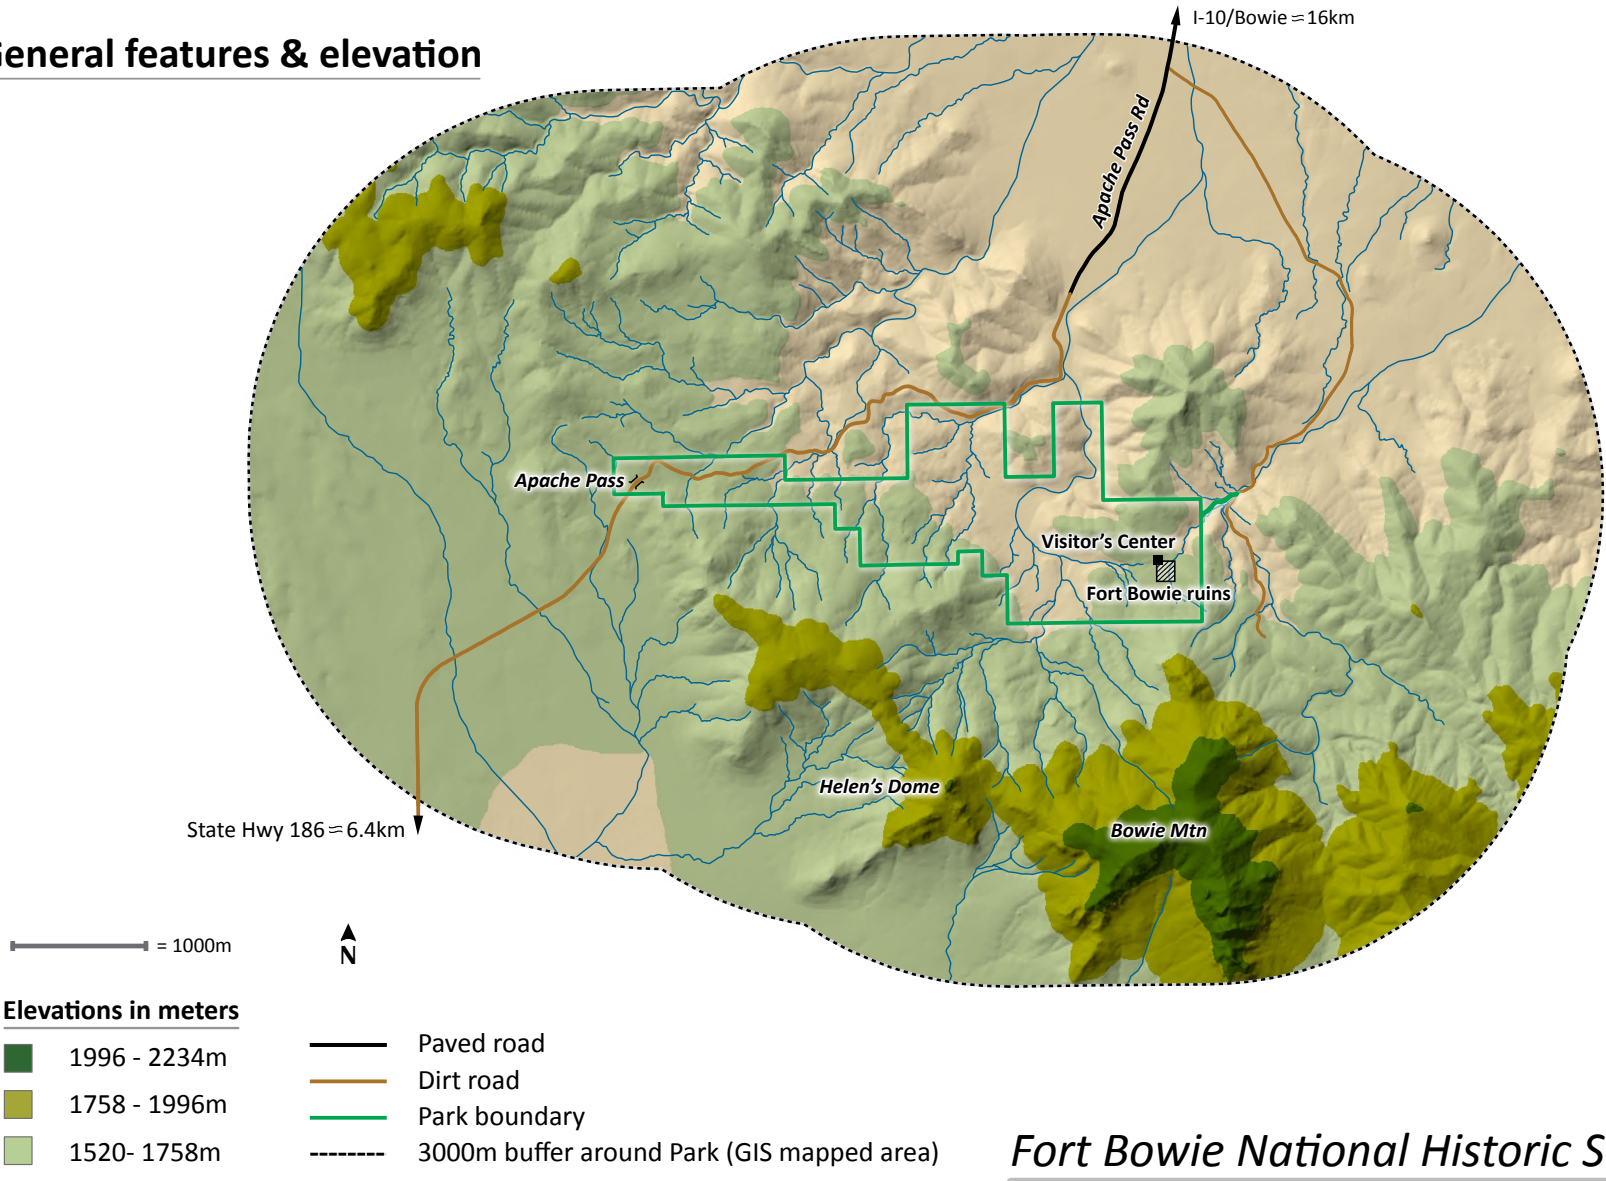 I-10/Bowie ≈16km
General features & elevation
Apache Pass Rd
Apache Pass
Visitor's Center
Fort Bowie ruins
Helen's Dome
Bowie Mtn
State Hwy 186 ≈6.4km
= 1000m
N
Elevations in meters
1996 - 2234m
1758 - 1996m
1520- 1758m
Paved road
Dirt road
Park boundary
3000m buffer around Park (GIS mapped area)
Fort Bowie National Historic S